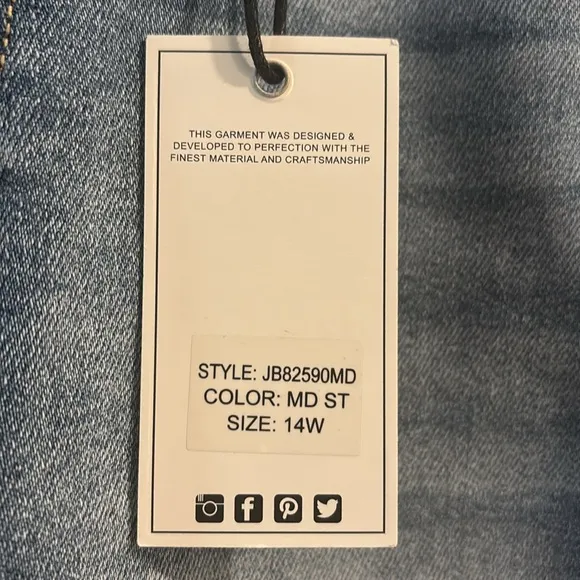 THIS GARMENT WAS DESIGNED &
DEVELOPED TO PERFECTION WITH THE
FINEST MATERIAL AND CRAFTSMANSHIP
STYLE: JB82590MD
COLOR: MD ST
SIZE: 14W